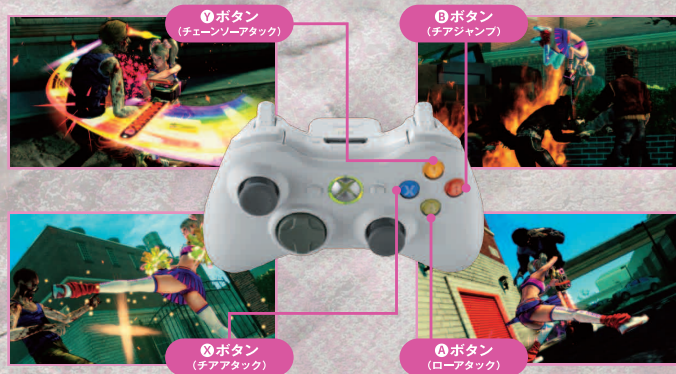 Yボタン
（チェーンソーアタック）
Bボタン
（チアジャンプ）
Xボタン
（チアアタック）
Aボタン
（ローアタック）